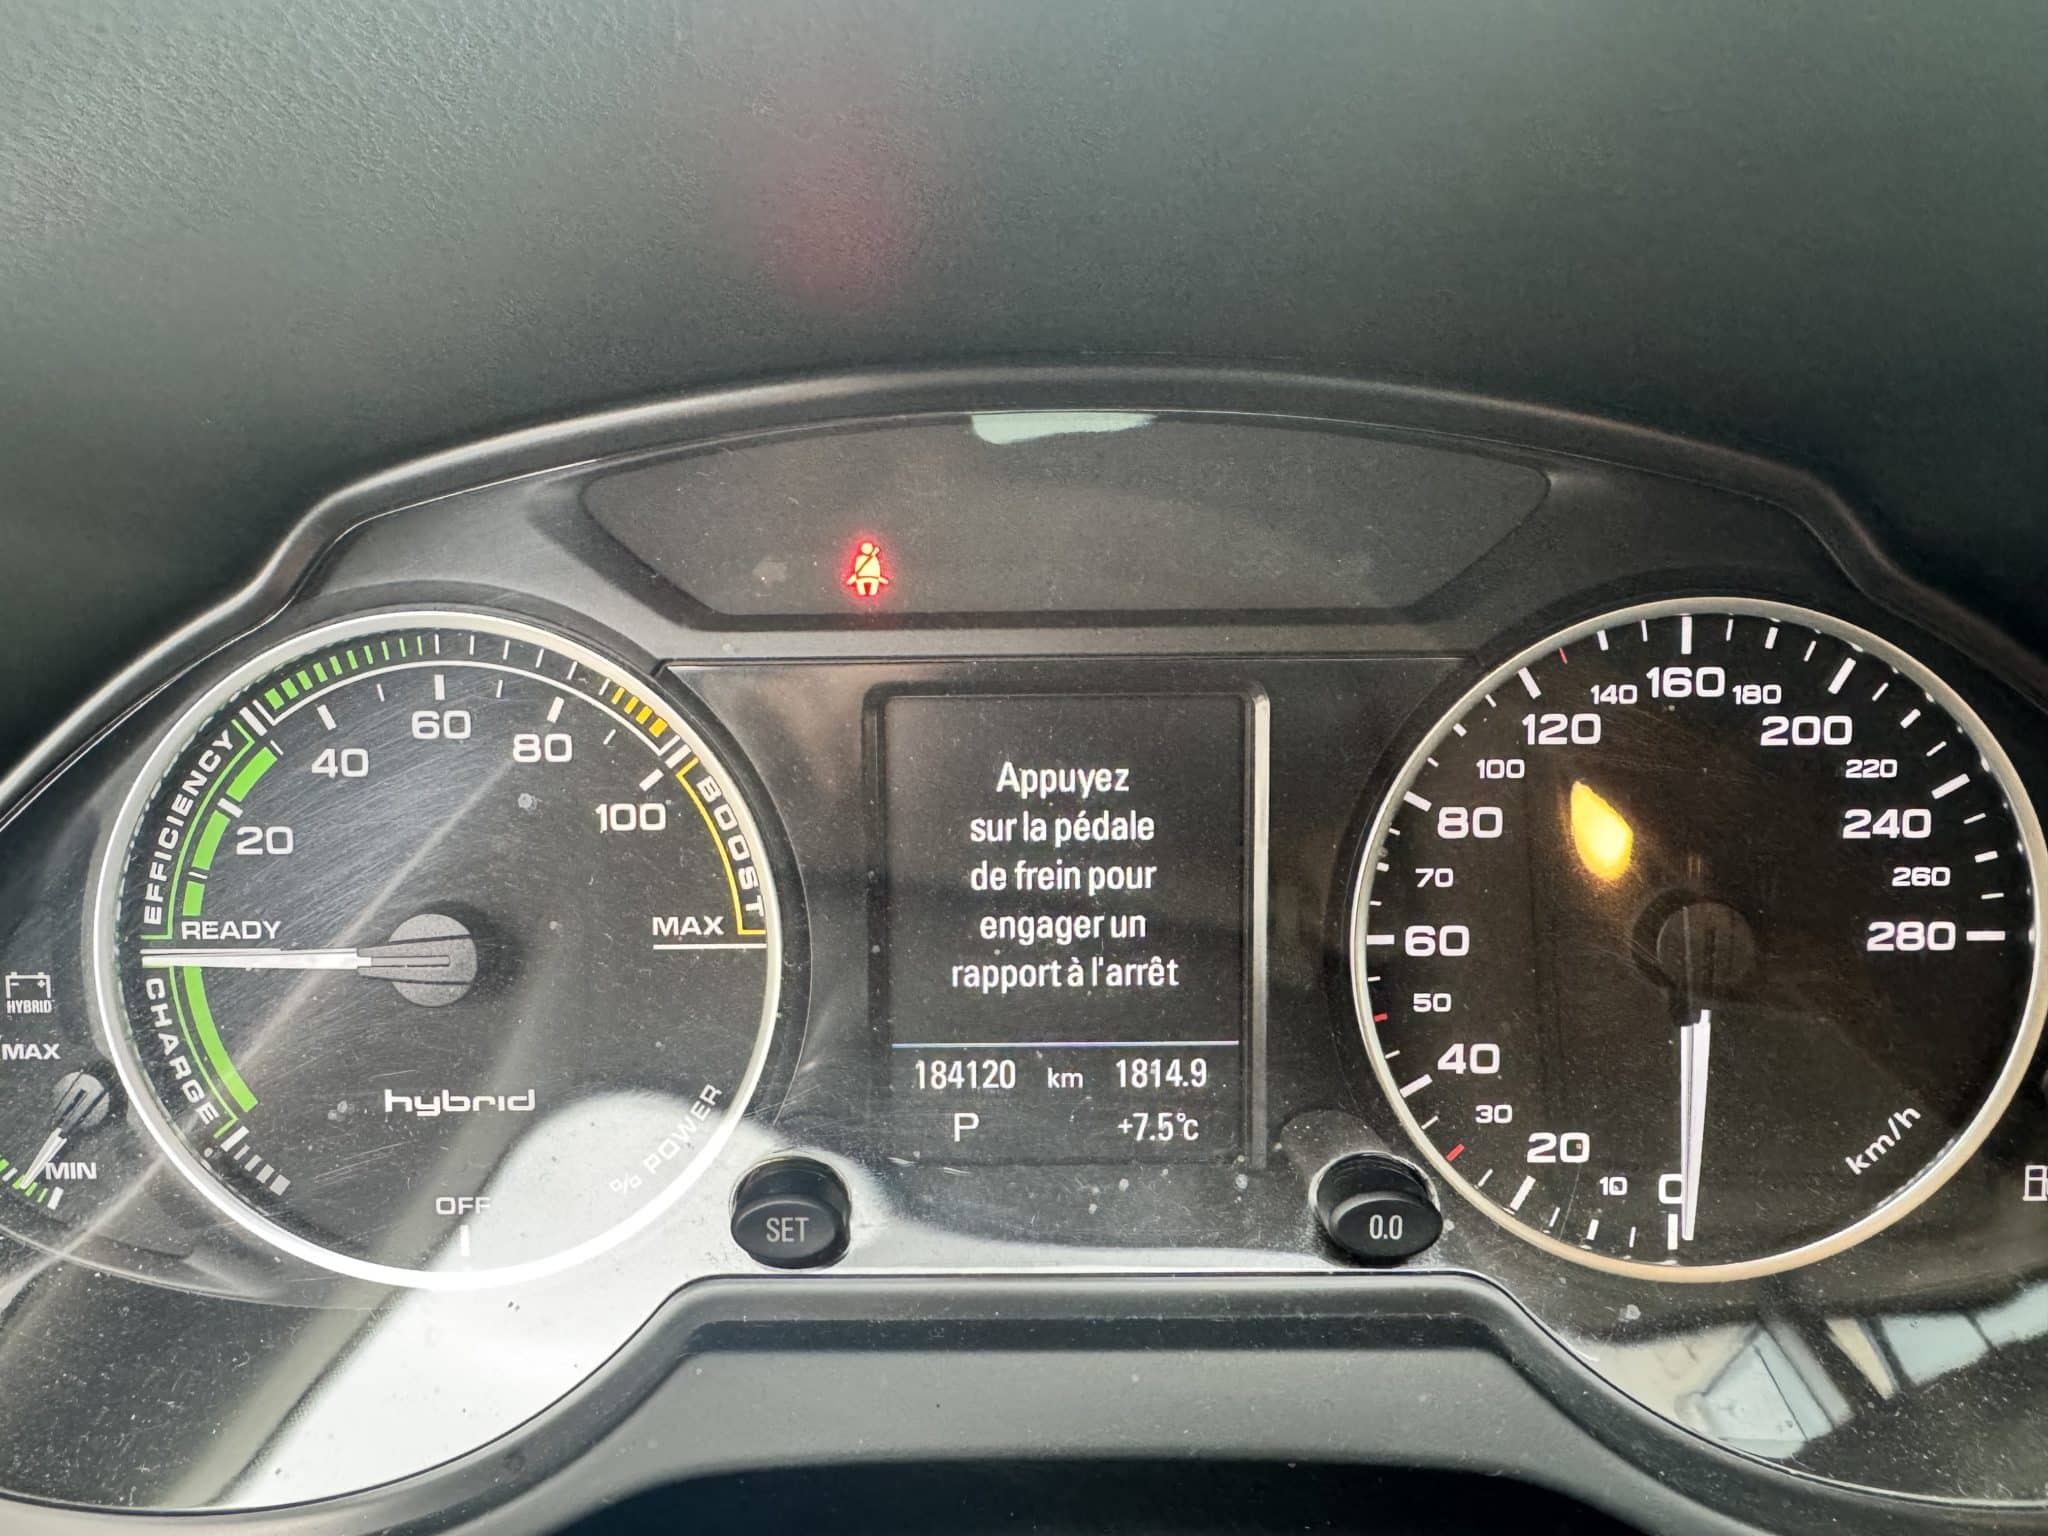 EFFICIENCY
READY
CHARGE
BOOST
MAX
20
40
60
80
100
hybrid
% POWER
OFF
HYBRID
MAX
MIN
Appuyez
sur la pédale
de frein pour
engager un
rapport à l'arrêt
184120 km 1814.9
P +7.5°C
SET
0.0
0
10
20
30
40
50
60
70
80
100
120
140
160
180
200
220
240
260
280
km/h